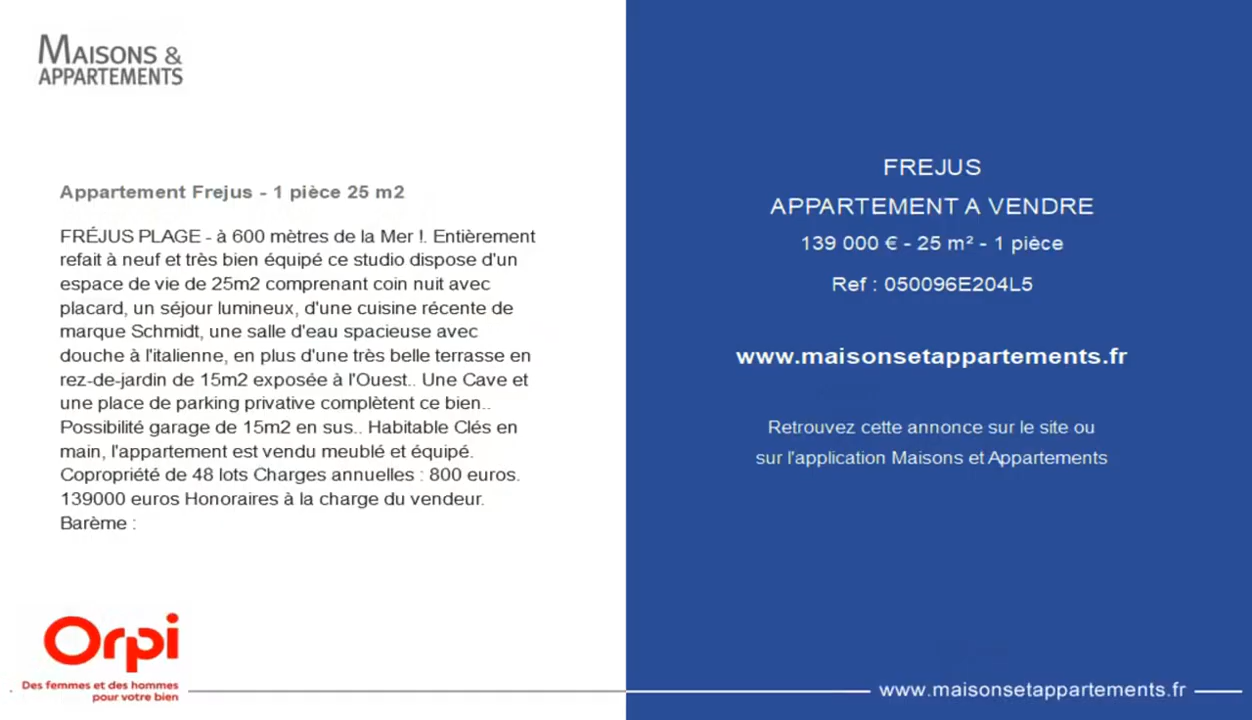 MAISONS &
APPARTEMENTS
Appartement Frejus - 1 pièce 25 m2
FRÉJUS PLAGE - à 600 mètres de la Mer !. Entièrement
refait à neuf et très bien équipé ce studio dispose d'un
espace de vie de 25m2 comprenant coin nuit avec
placard, un séjour lumineux, d'une cuisine récente de
marque Schmidt, une salle d'eau spacieuse avec
douche à l'italienne, en plus d'une très belle terrasse en
rez-de-jardin de 15m2 exposée à l'Ouest.. Une Cave et
une place de parking privative complètent ce bien..
Possibilité garage de 15m2 en sus.. Habitable Clés en
main, l'appartement est vendu meublé et équipé.
Copropriété de 48 lots Charges annuelles : 800 euros.
139000 euros Honoraires à la charge du vendeur.
Barème :
Orpi
Des femmes et des hommes
pour votre bien
FREJUS
APPARTEMENT A VENDRE
139 000 € - 25 m² - 1 pièce
Ref : 050096E204L5
www.maisonsetappartements.fr
Retrouvez cette annonce sur le site ou
sur l'application Maisons et Appartements
www.maisonsetappartements.fr